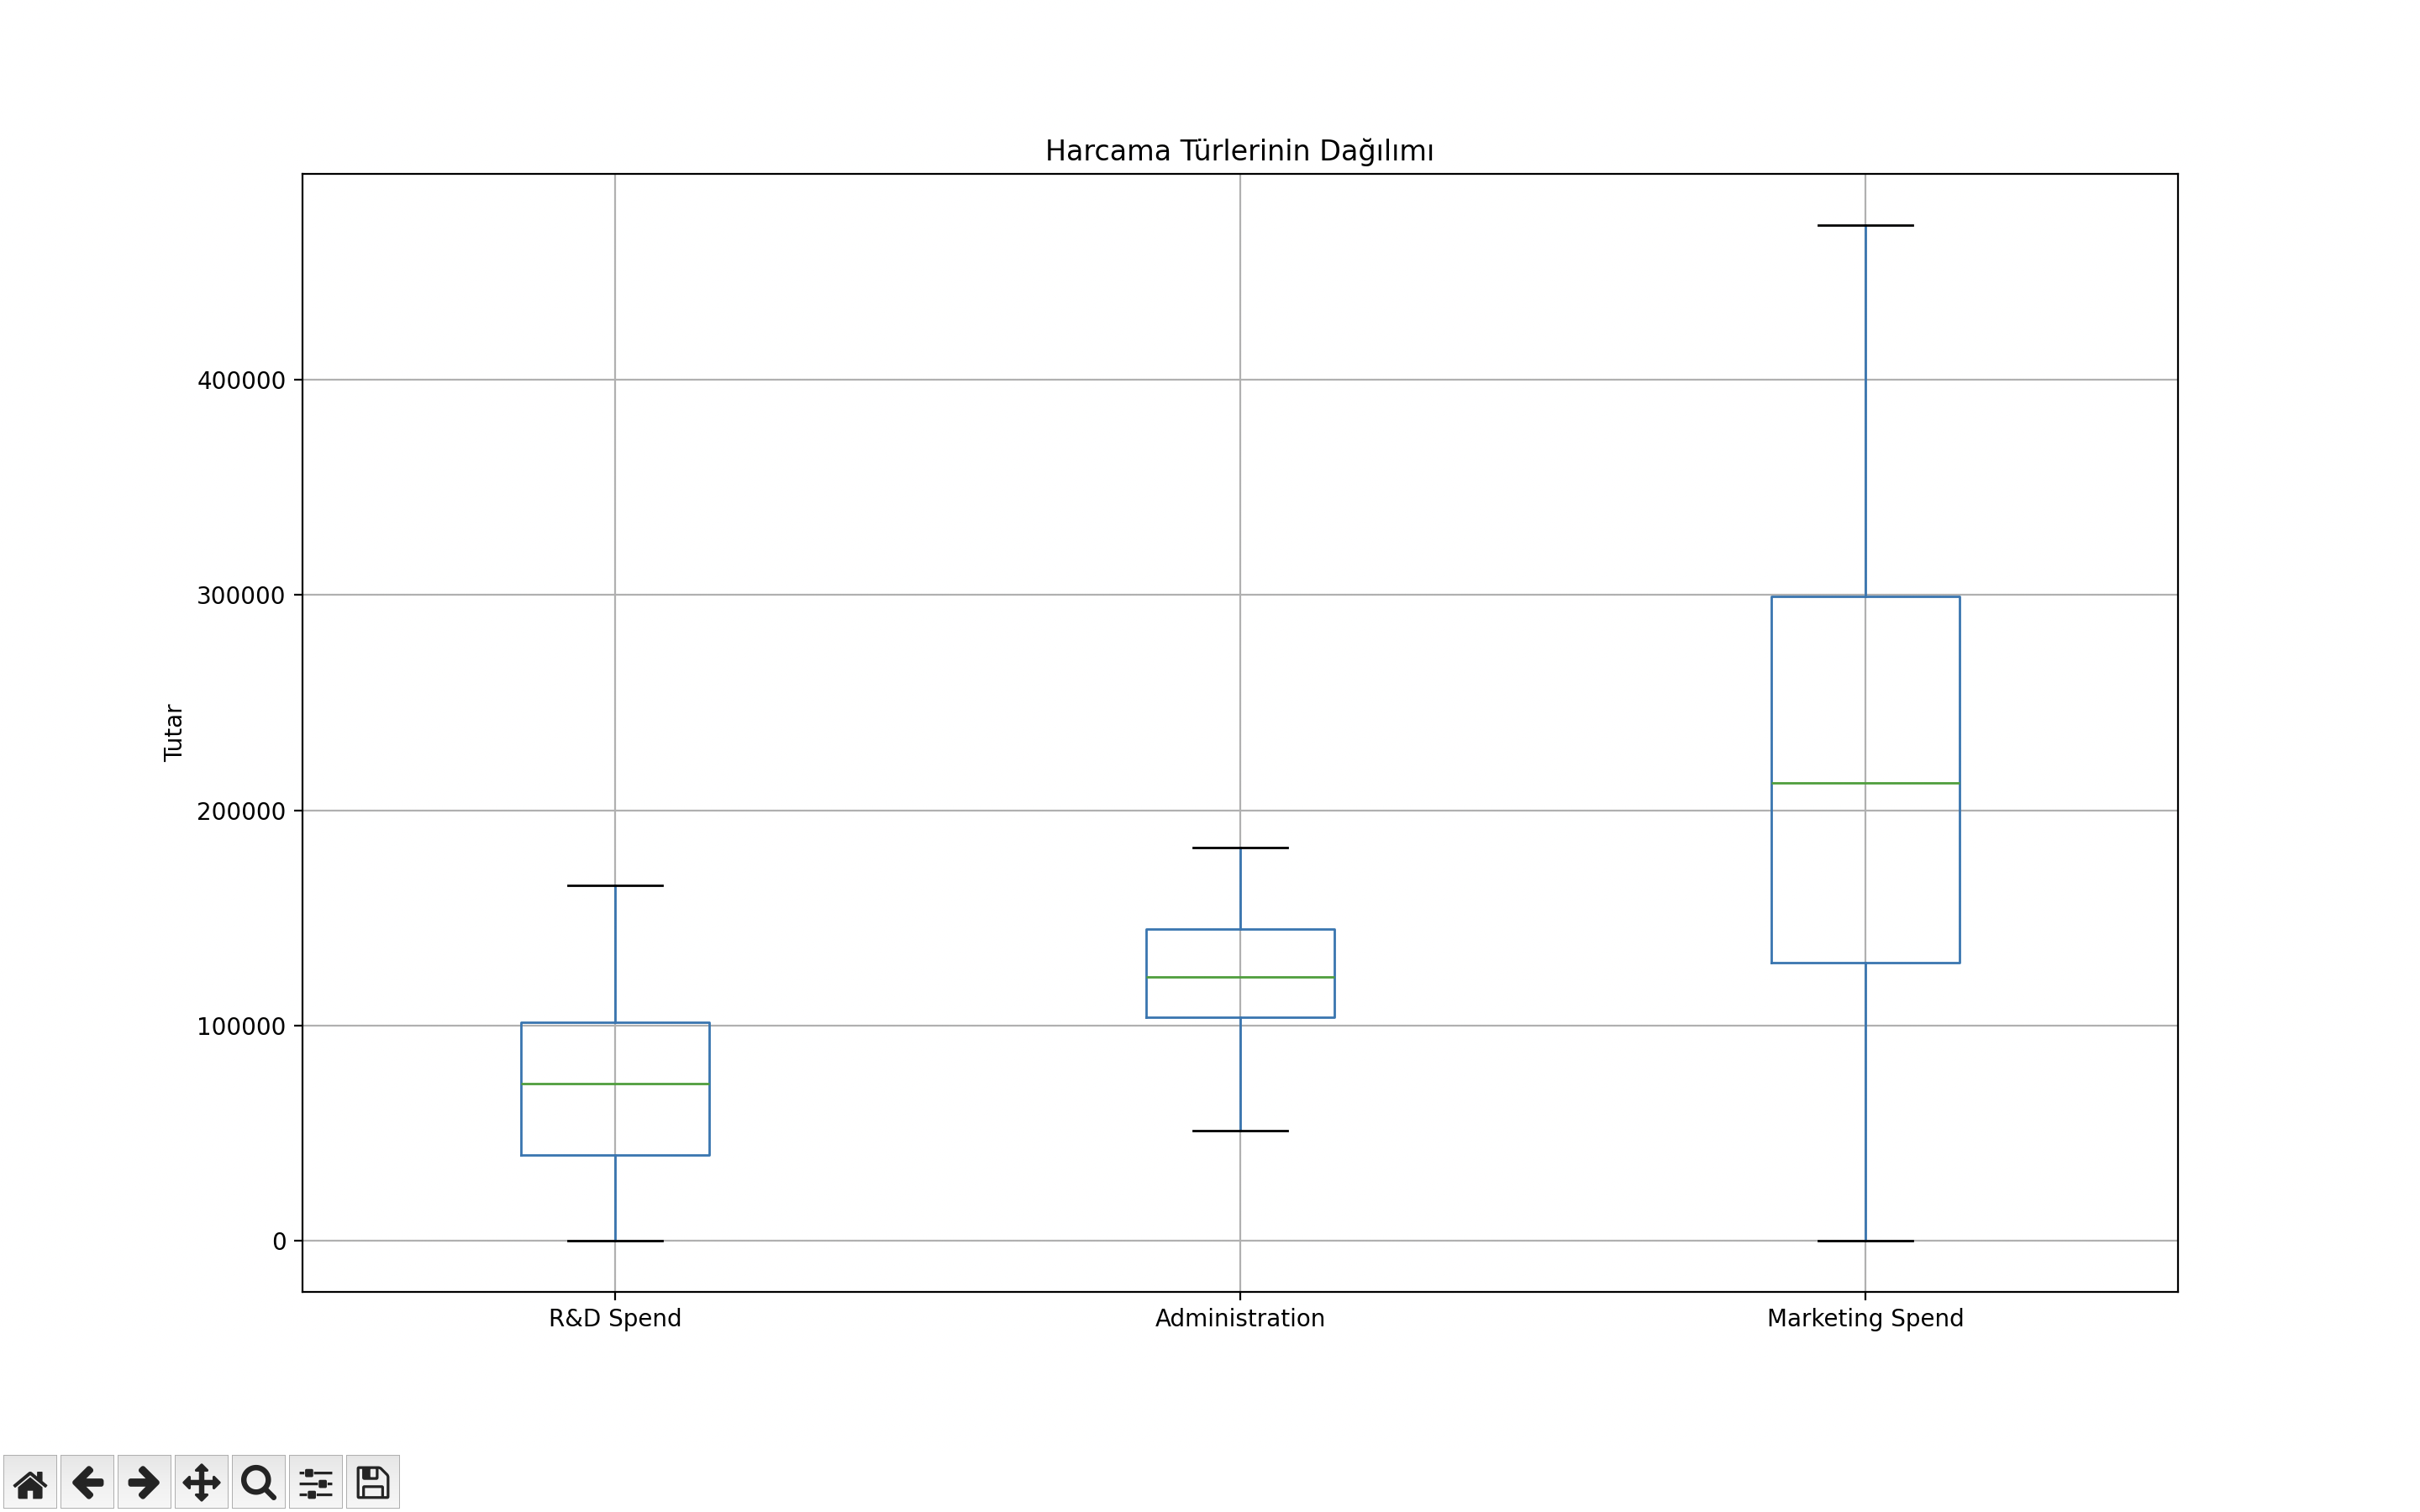 Harcama Türlerinin Dağılımı
400000
300000
200000
100000
0
Tutar
R&D Spend
Administration
Marketing Spend